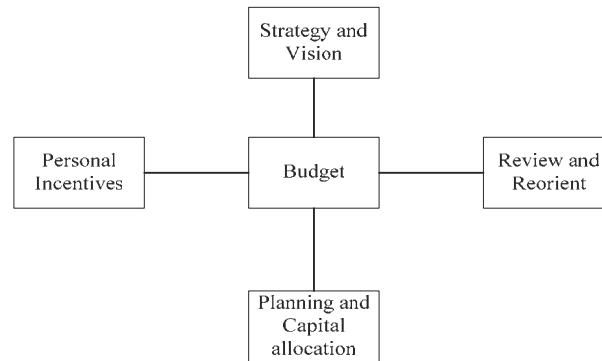 Strategy and
Vision
Personal
Incentives
Budget
Review and
Reorient
Planning and
Capital
allocation